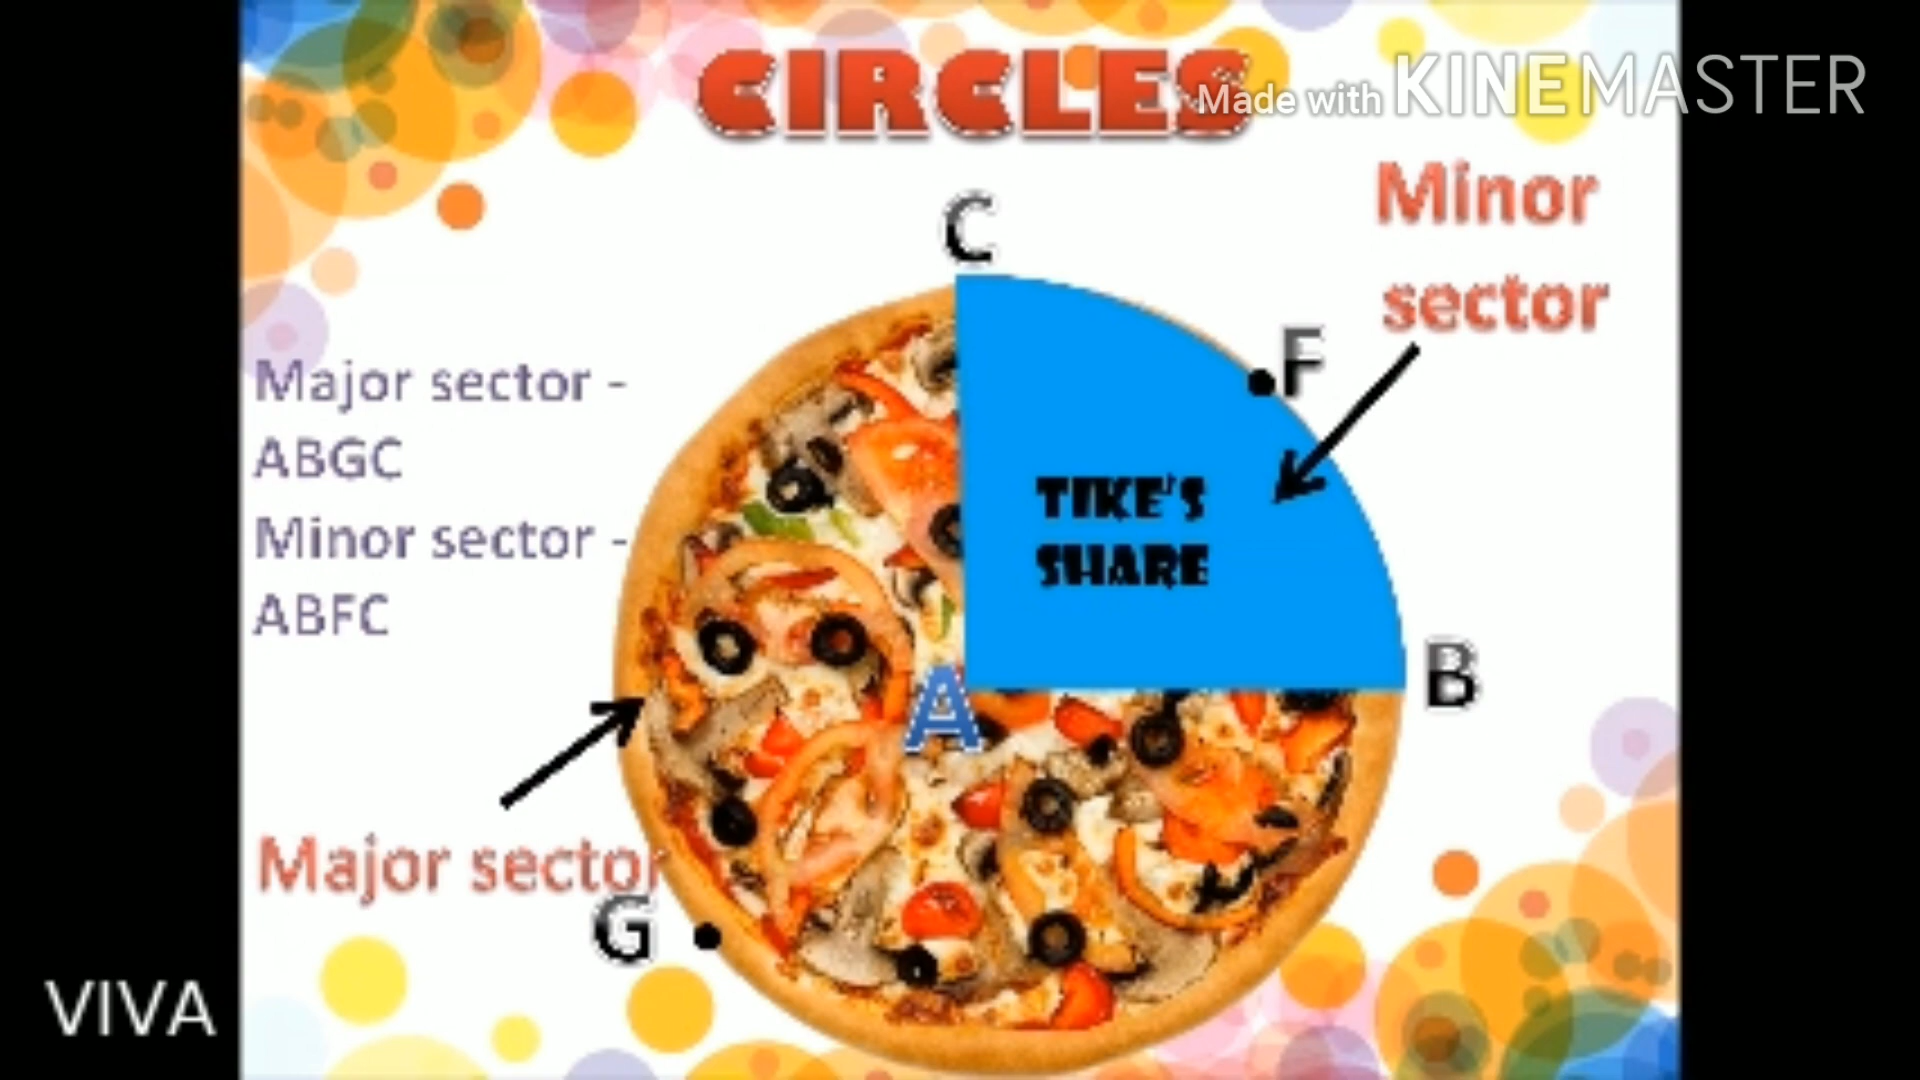 CIRCLES
Made with KINEMASTER
Minor
sector
C
F
Major sector -
ABGC
Minor sector -
ABFC
TIKE'S
SHARE
A
B
Major sector
G
VIVA